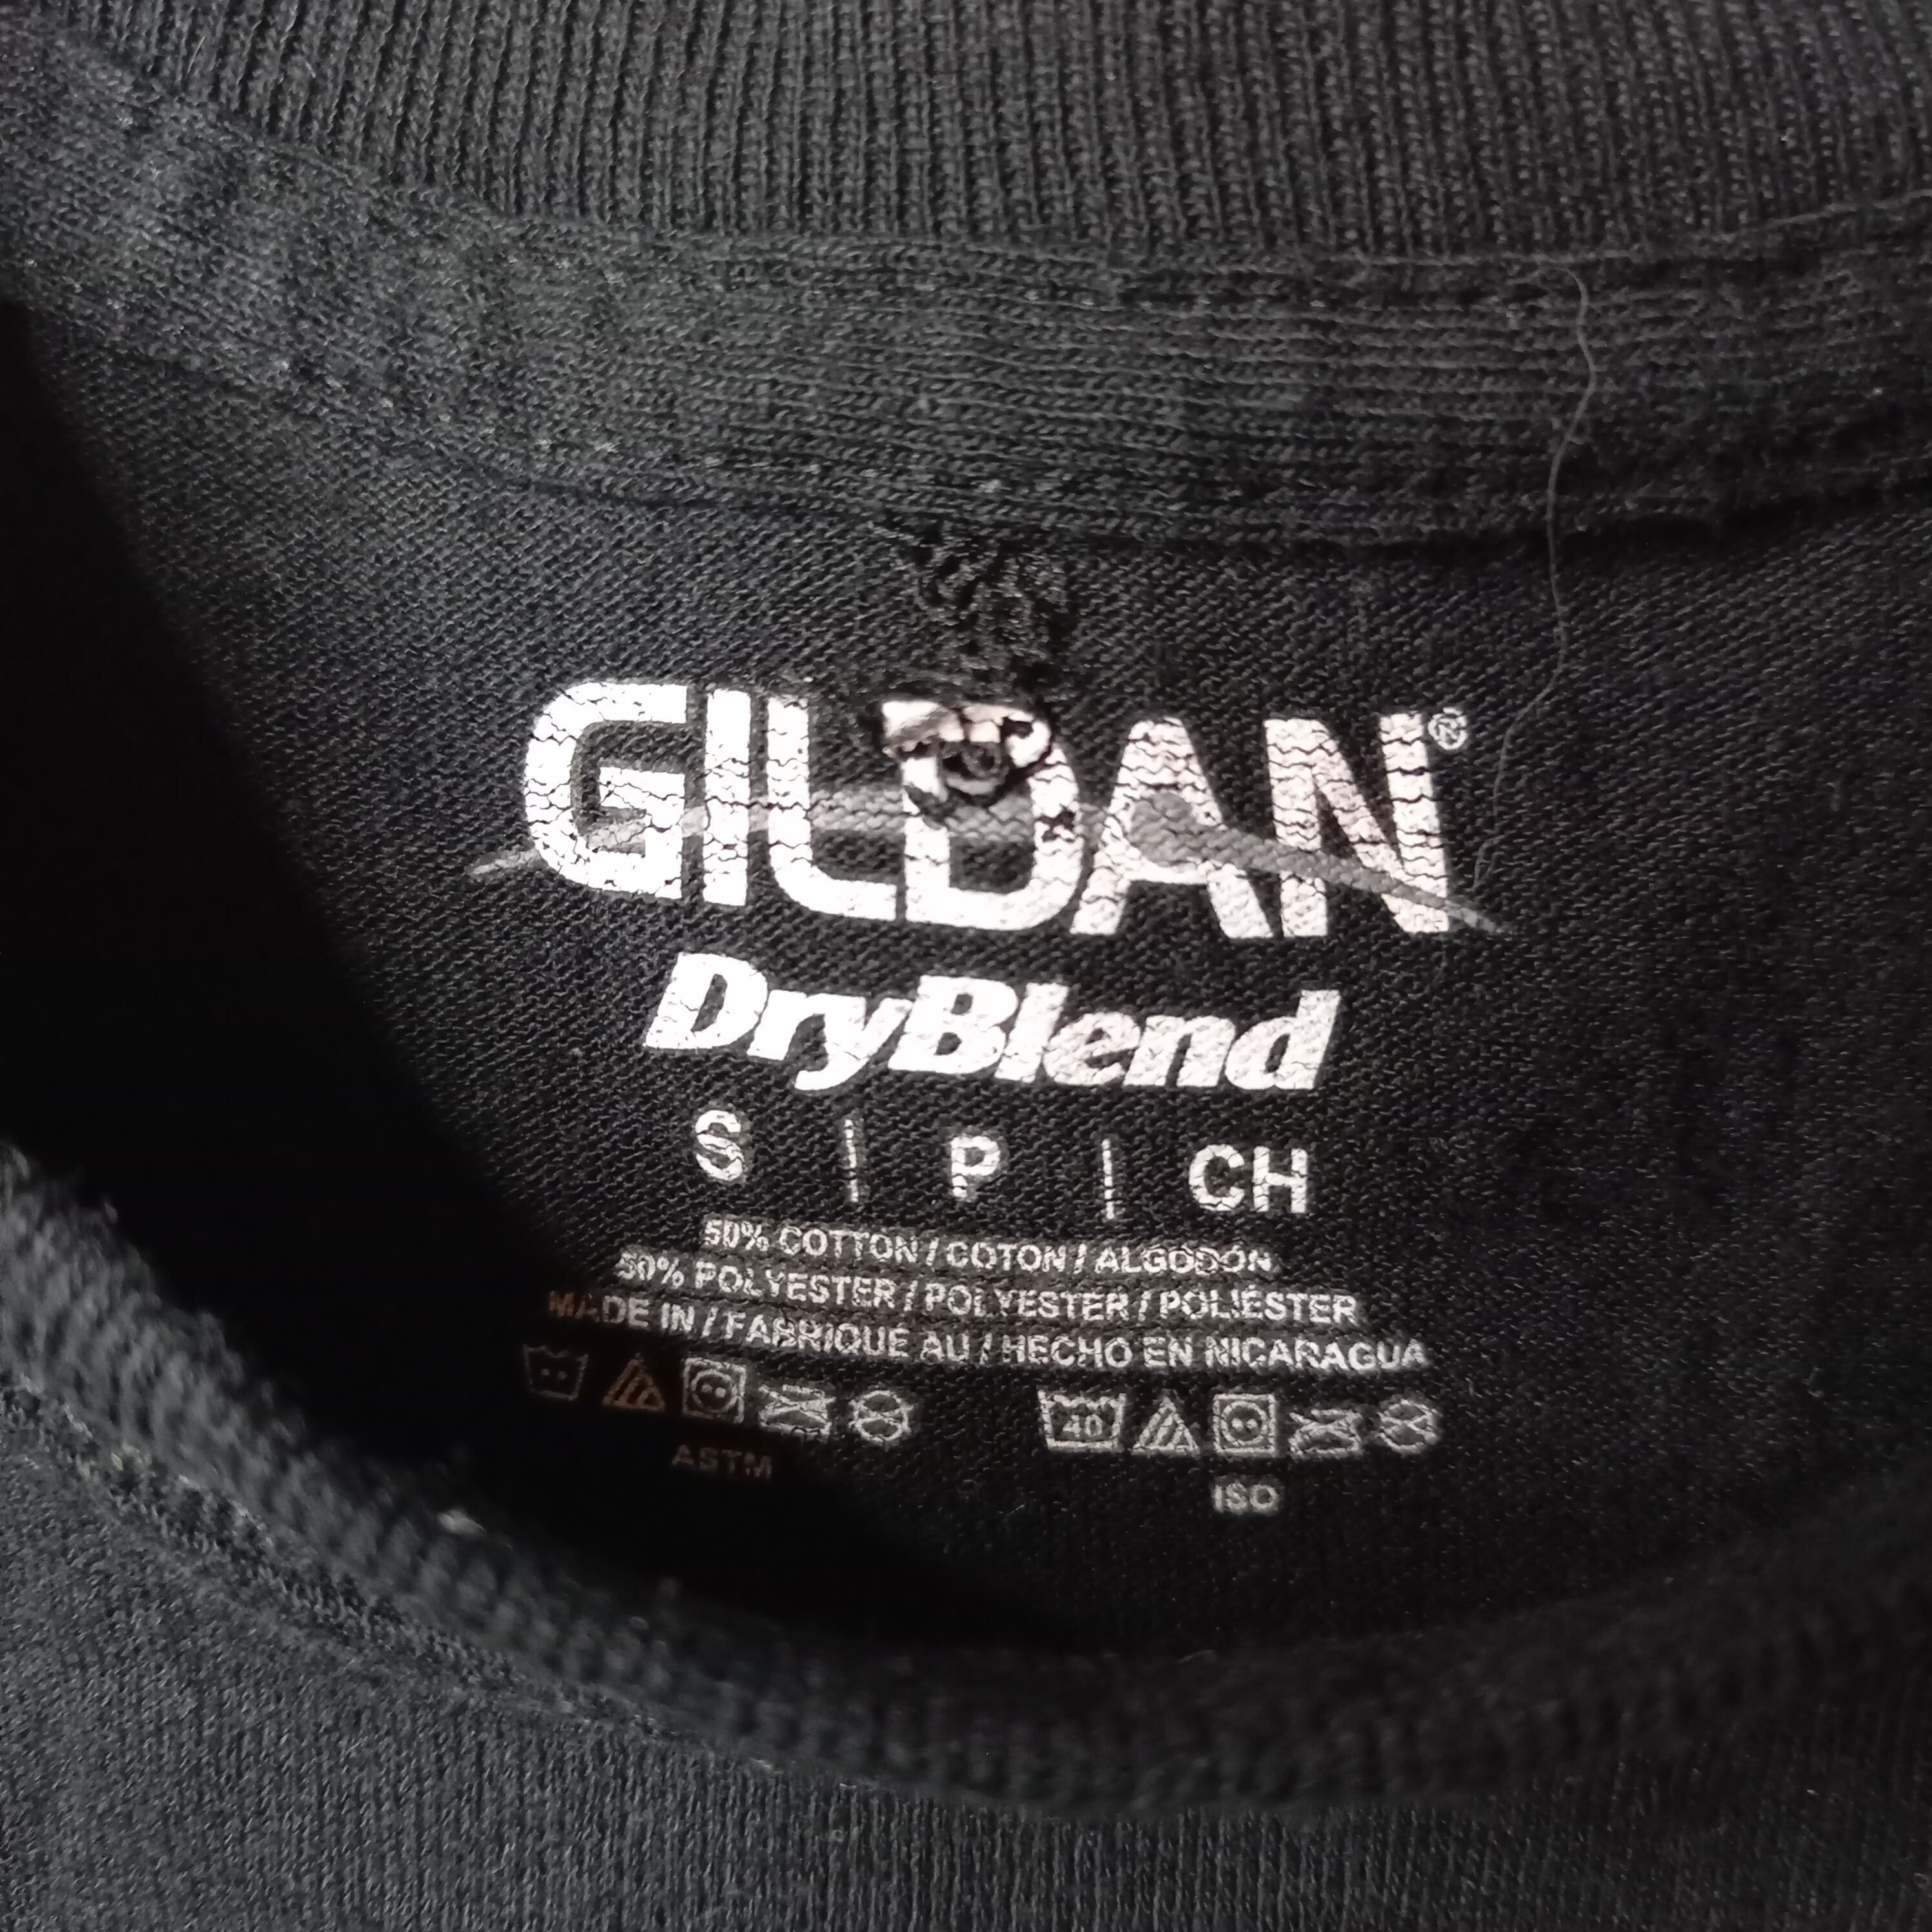 GILDAN®
DryBlend
S | P | CH
50% COTTON / COTON / ALGODÓN
50% POLYESTER / POLYESTER / POLIÉSTER
MADE IN / FABRIQUE AU / HECHO EN NICARAGUA
40
ASTM
ISO